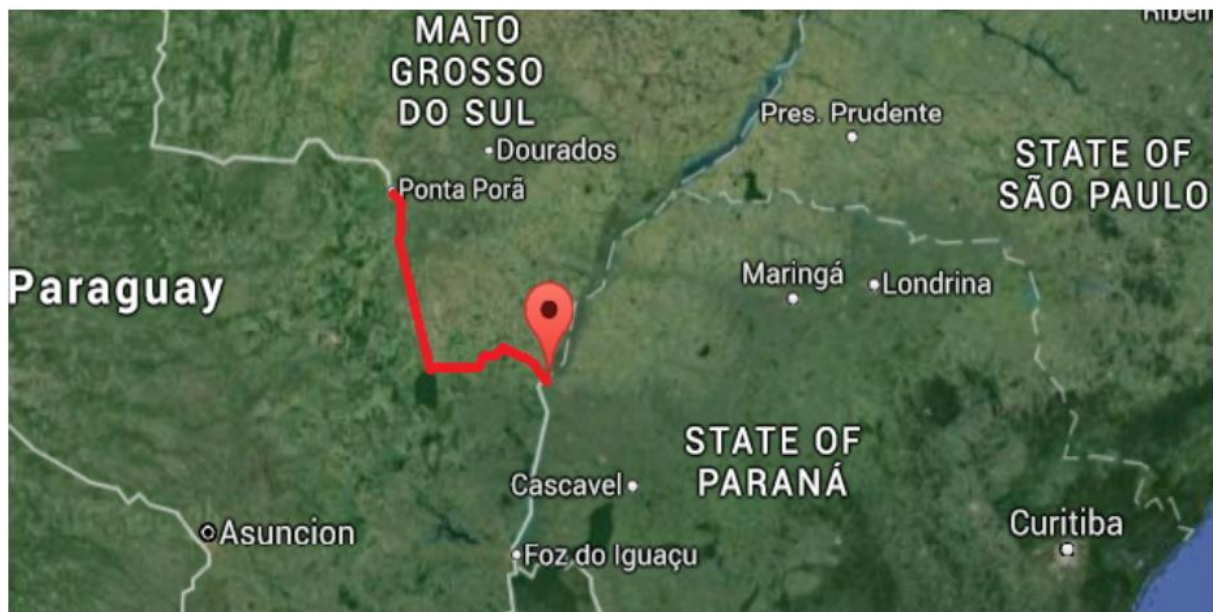 Ribeir
MATO
GROSSO
DO SUL
Pres. Prudente
Dourados
STATE OF
SÃO PAULO
Ponta Porã
Paraguay
Maringá
Londrina
STATE OF
PARANÁ
Cascavel
Curitiba
Asuncion
Foz do Iguaçu